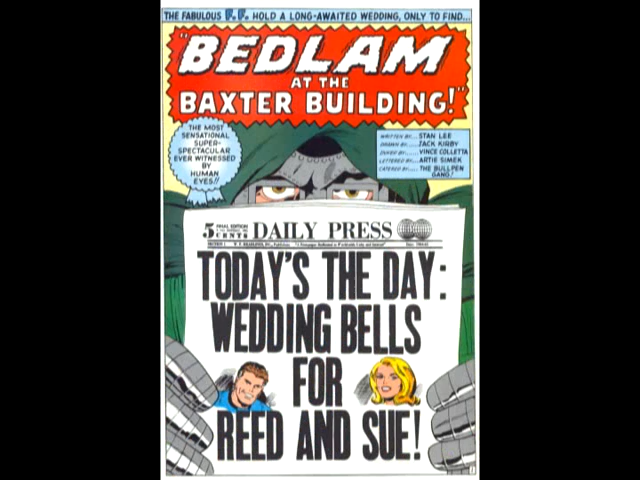 THE FABULOUS F.F. HOLD A LONG-AWAITED WEDDING, ONLY TO FIND...
"BEDLAM
AT THE
BAXTER BUILDING!"
THE MOST
SENSATIONAL
SUPER-
SPECTACULAR
EVER WITNESSED
BY
HUMAN
EYES!!
WRITTEN BY... STAN LEE
DRAWN BY... JACK KIRBY
INKED BY... VINCE COLLETTA
LETTERED BY... ARTIE SIMEK
CATERED BY... THE BULLPEN
GANG!
5 CENTS
FINAL EDITION
DAILY PRESS
TODAY'S THE DAY:
WEDDING BELLS
FOR
REED AND SUE!